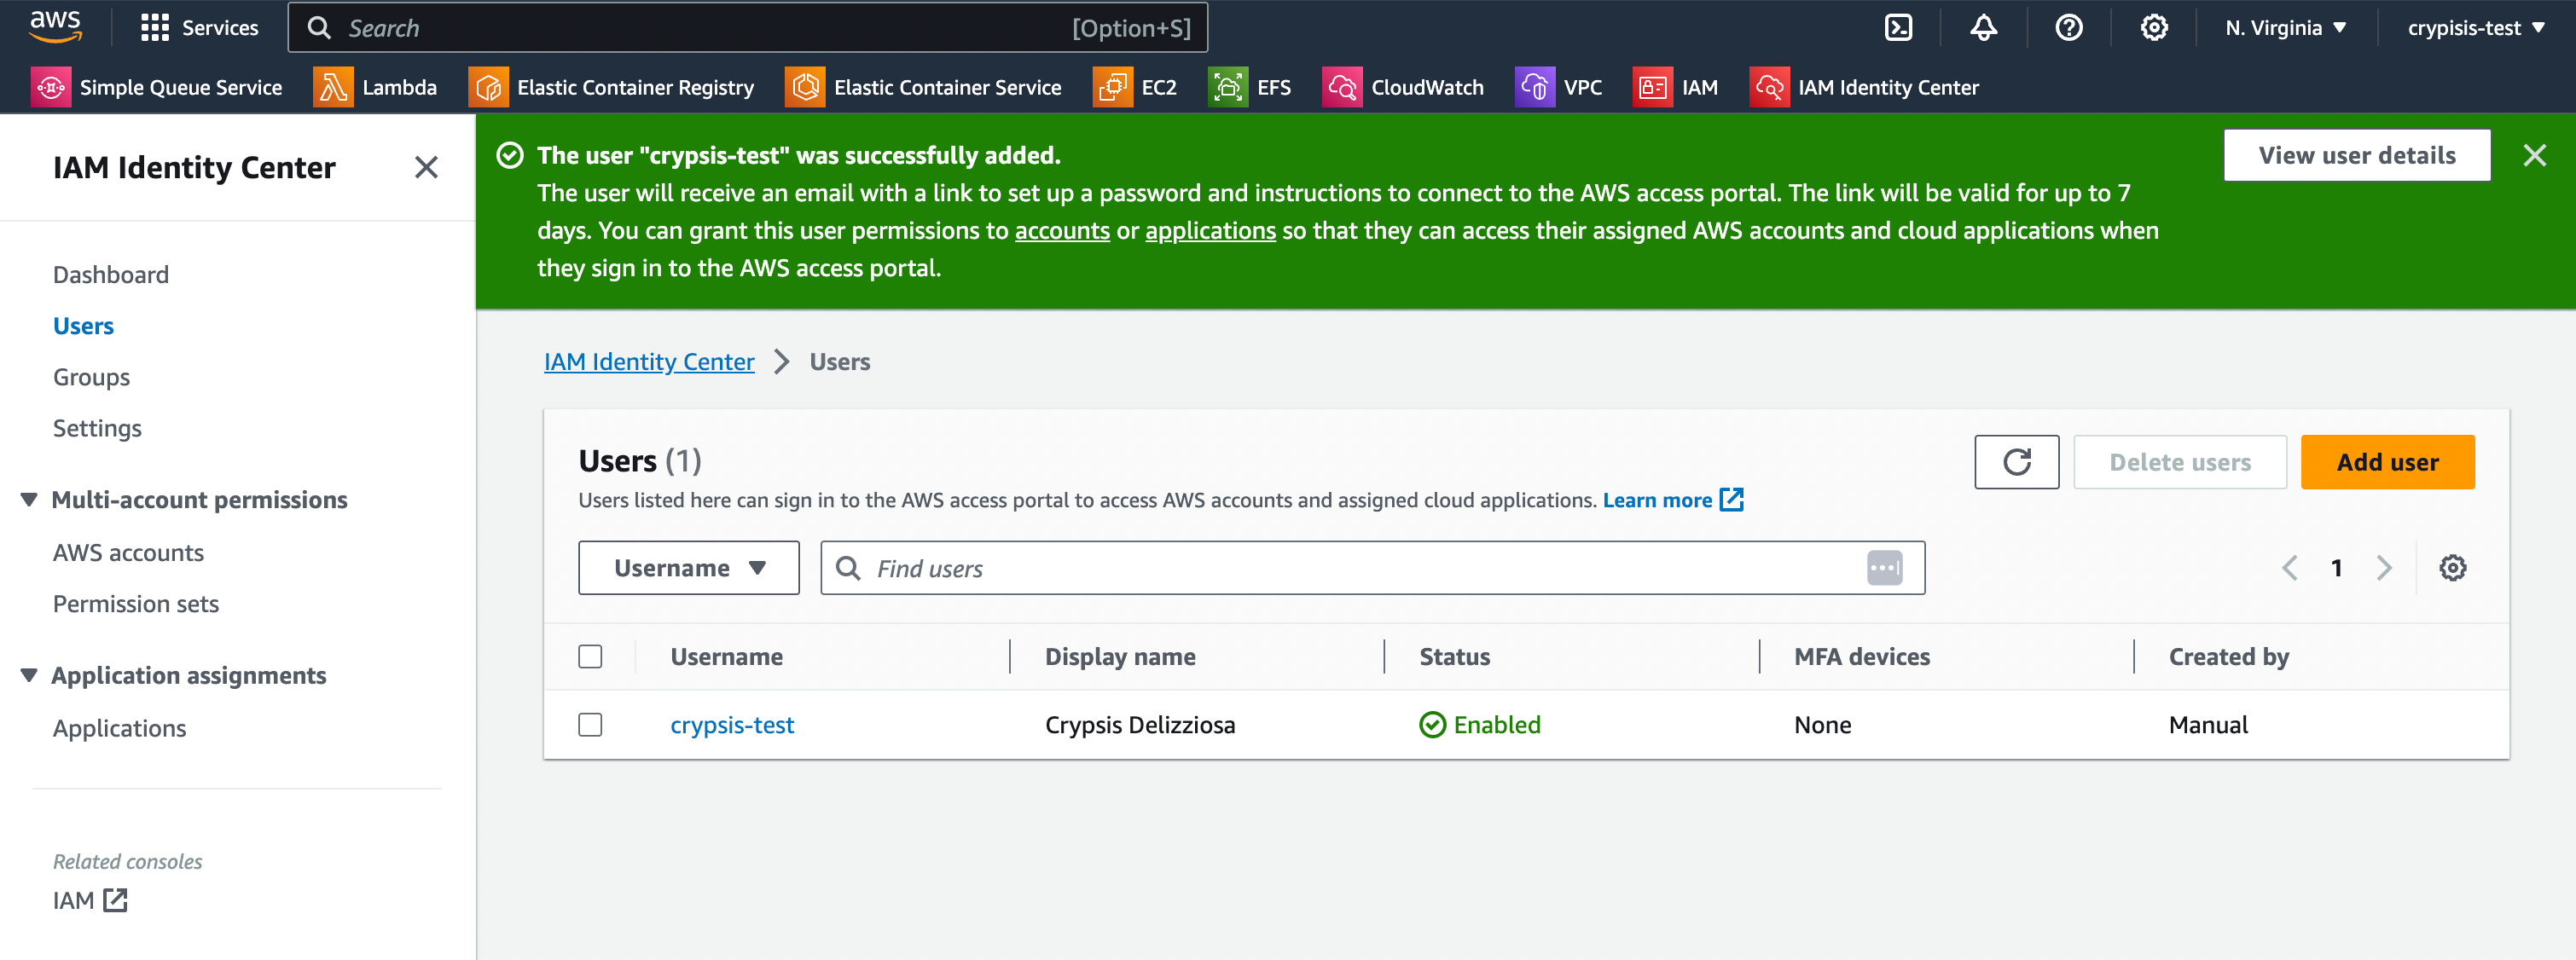 aws Services Search [Option+S] N. Virginia crypisis-test
Simple Queue Service Lambda Elastic Container Registry Elastic Container Service EC2 EFS CloudWatch VPC IAM IAM Identity Center
IAM Identity Center
Dashboard
Users
Groups
Settings
Multi-account permissions
AWS accounts
Permission sets
Application assignments
Applications
Related consoles
IAM
The user "crypsis-test" was successfully added.
The user will receive an email with a link to set up a password and instructions to connect to the AWS access portal. The link will be valid for up to 7
days. You can grant this user permissions to accounts or applications so that they can access their assigned AWS accounts and cloud applications when
they sign in to the AWS access portal.
View user details
IAM Identity Center Users
Users (1)
Users listed here can sign in to the AWS access portal to access AWS accounts and assigned cloud applications. Learn more
Delete users Add user
Username Find users 1
Username Display name Status MFA devices Created by
crypsis-test Crypsis Delizziosa Enabled None Manual